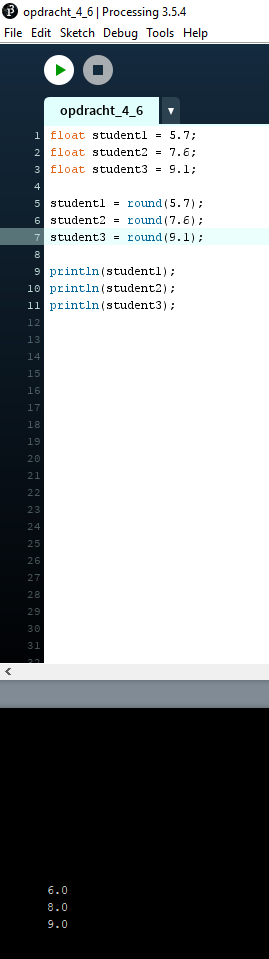 opdracht_4_6 | Processing 3.5.4
File Edit Sketch Debug Tools Help
opdracht_4_6 ▼
1 float student1 = 5.7;
2 float student2 = 7.6;
3 float student3 = 9.1;
4
5 student1 = round(5.7);
6 student2 = round(7.6);
7 student3 = round(9.1);
8
9 println(student1);
10 println(student2);
11 println(student3);
12
13
14
15
16
17
18
19
20
21
22
23
24
25
26
27
28
29
30
31
32
6.0
8.0
9.0